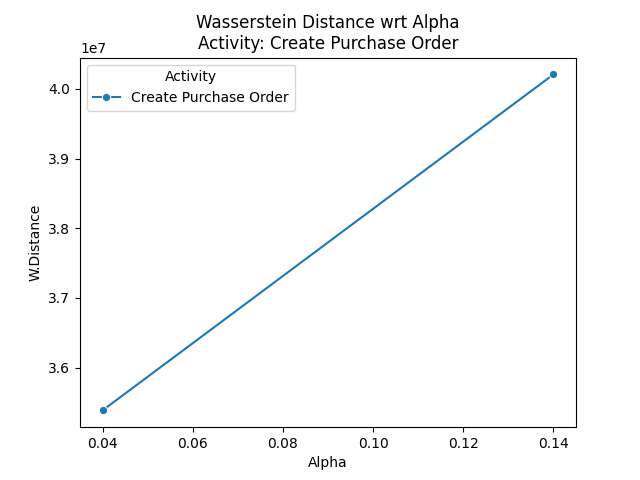 Wasserstein Distance wrt Alpha
Activity: Create Purchase Order
1e7
Activity
Create Purchase Order
4.0
3.9
3.8
3.7
3.6
W.Distance
0.04 0.06 0.08 0.10 0.12 0.14
Alpha